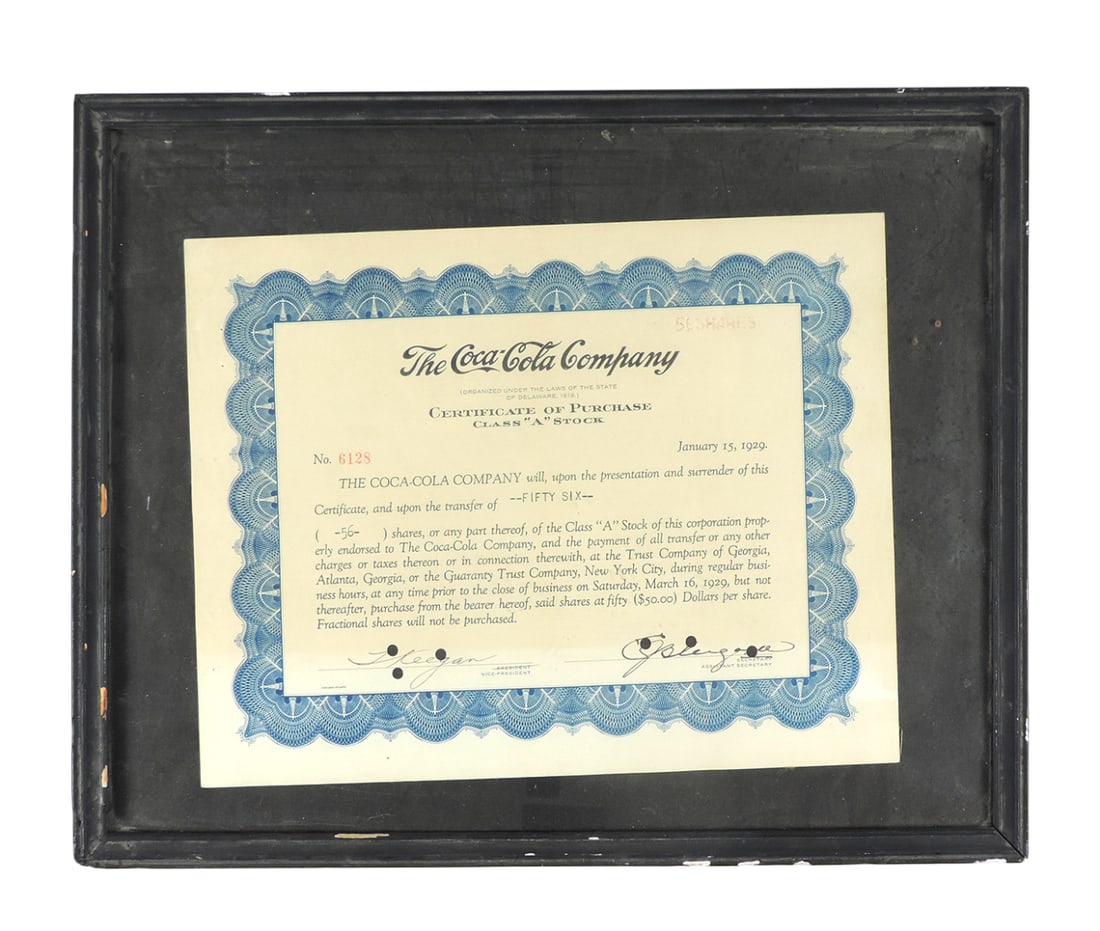 56 SHARES
The Coca-Cola Company
(ORGANIZED UNDER THE LAWS OF THE STATE
OF DELAWARE, 1919.)
CERTIFICATE OF PURCHASE
CLASS "A" STOCK
January 15, 1929.
No. 6128
THE COCA-COLA COMPANY will, upon the presentation and surrender of this
Certificate, and upon the transfer of --FIFTY SIX--
( -56- ) shares, or any part thereof, of the Class "A" Stock of this corporation prop-
erly endorsed to The Coca-Cola Company, and the payment of all transfer or any other
charges or taxes thereon or in connection therewith, at the Trust Company of Georgia,
Atlanta, Georgia, or the Guaranty Trust Company, New York City, during regular busi-
ness hours, at any time prior to the close of business on Saturday, March 16, 1929, but not
thereafter, purchase from the bearer hereof, said shares at fifty ($50.00) Dollars per share.
Fractional shares will not be purchased.
PRESIDENT
VICE-PRESIDENT
SECRETARY
ASSISTANT SECRETARY